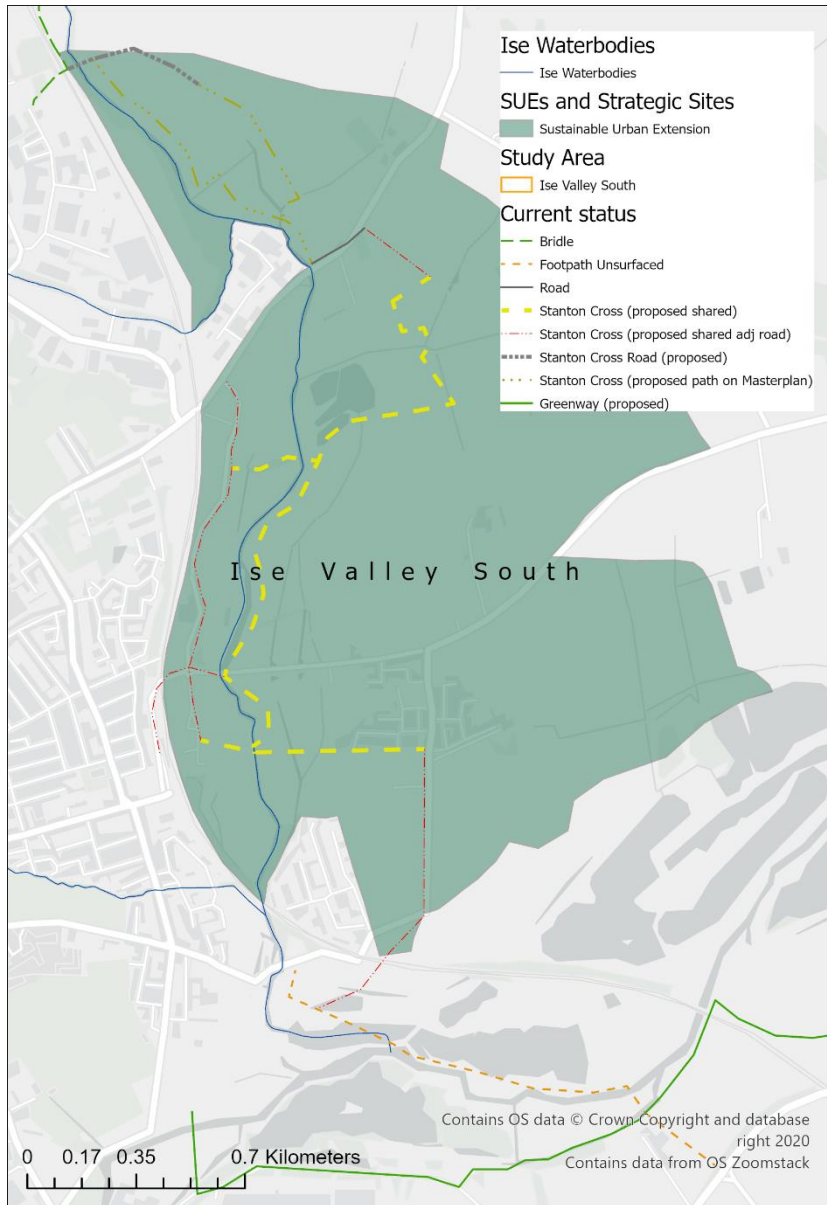 Ise Waterbodies
Ise Waterbodies
SUEs and Strategic Sites
Sustainable Urban Extension
Study Area
Ise Valley South
Current status
Bridle
Footpath Unsurfaced
Road
Stanton Cross (proposed shared)
Stanton Cross (proposed shared adj road)
Stanton Cross Road (proposed)
Stanton Cross (proposed path on Masterplan)
Greenway (proposed)
Ise Valley South
Contains OS data © Crown Copyright and database
right 2020
Contains data from OS Zoomstack
0 0.17 0.35 0.7 Kilometers